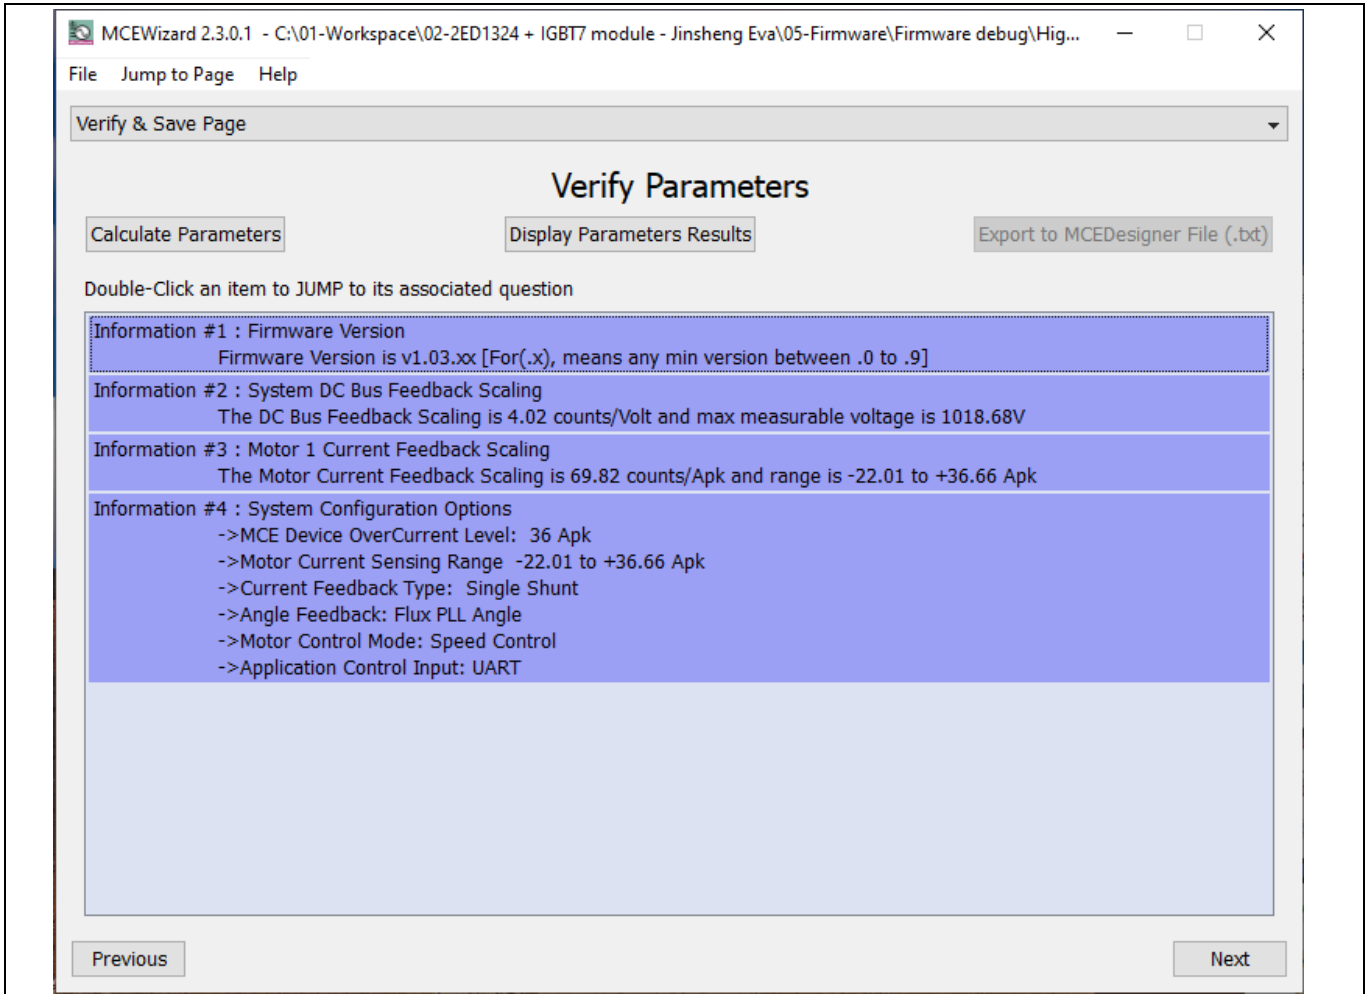 MCEWizard 2.3.0.1 - C:\01-Workspace\02-2ED1324 + IGBT7 module - Jinsheng Eva\05-Firmware\Firmware debug\Hig...
File Jump to Page Help
Verify & Save Page
Verify Parameters
Calculate Parameters Display Parameters Results Export to MCEDesigner File (.txt)
Double-Click an item to JUMP to its associated question
Information #1 : Firmware Version
Firmware Version is v1.03.xx [For(.x), means any min version between .0 to .9]
Information #2 : System DC Bus Feedback Scaling
The DC Bus Feedback Scaling is 4.02 counts/Volt and max measurable voltage is 1018.68V
Information #3 : Motor 1 Current Feedback Scaling
The Motor Current Feedback Scaling is 69.82 counts/Apk and range is -22.01 to +36.66 Apk
Information #4 : System Configuration Options
->MCE Device OverCurrent Level: 36 Apk
->Motor Current Sensing Range -22.01 to +36.66 Apk
->Current Feedback Type: Single Shunt
->Angle Feedback: Flux PLL Angle
->Motor Control Mode: Speed Control
->Application Control Input: UART
Previous Next